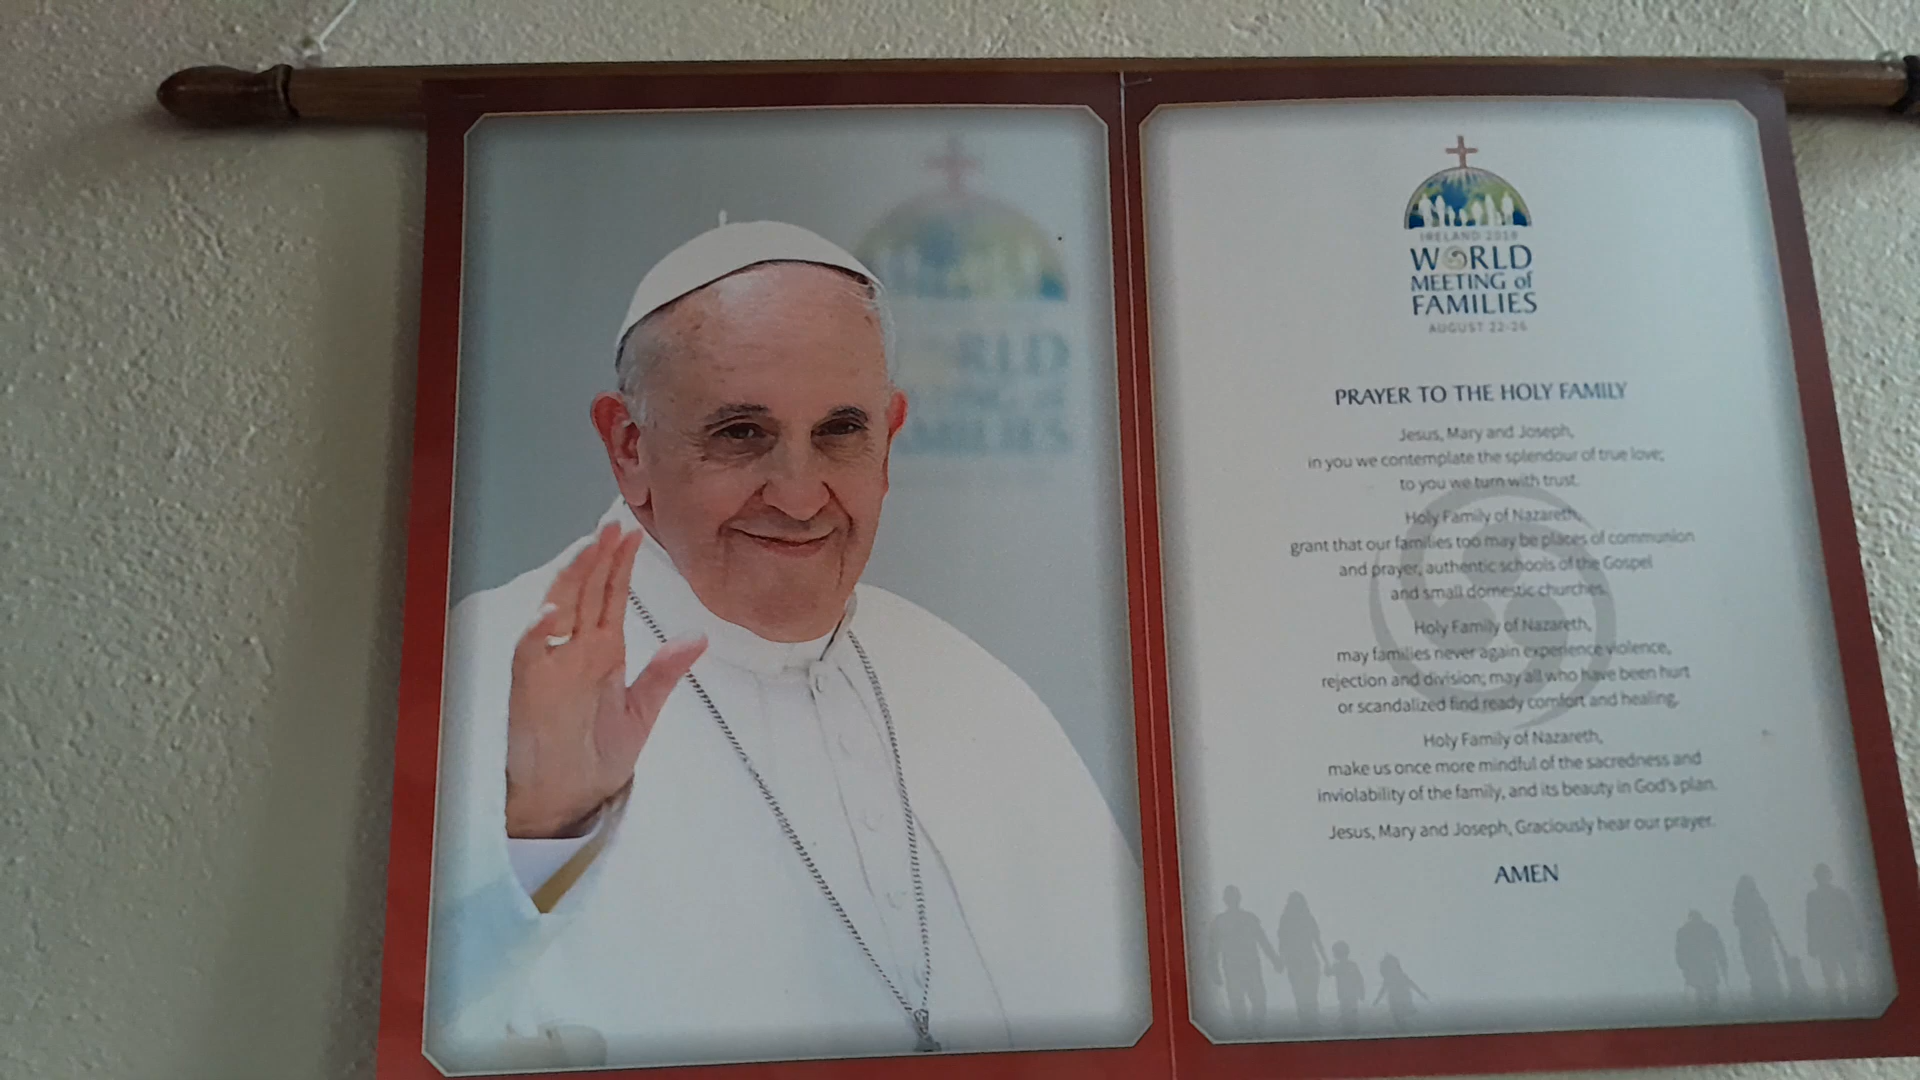 RLD
MEETING of
FAMILIES
IRELAND 2018
WORLD
MEETING of
FAMILIES
AUGUST 22-26
PRAYER TO THE HOLY FAMILY
Jesus, Mary and Joseph,
in you we contemplate the splendour of true love;
to you we turn with trust.
Holy Family of Nazareth,
grant that our families too may be places of communion
and prayer, authentic schools of the Gospel
and small domestic churches.
Holy Family of Nazareth,
may families never again experience violence,
rejection and division; may all who have been hurt
or scandalized find ready comfort and healing.
Holy Family of Nazareth,
make us once more mindful of the sacredness and
inviolability of the family, and its beauty in God's plan.
Jesus, Mary and Joseph, Graciously hear our prayer.
AMEN